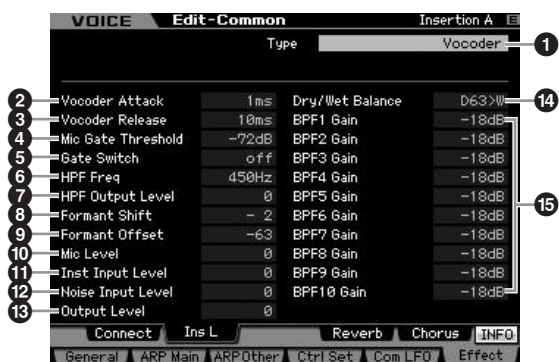 VOICE Edit-Common Insertion A E
Type Vocoder 1
2 Vocoder Attack 1ms Dry/Wet Balance D63>W 14
3 Vocoder Release 10ms BPF1 Gain -18dB
4 Mic Gate Threshold -72dB BPF2 Gain -18dB
5 Gate Switch off BPF3 Gain -18dB
6 HPF Freq 450Hz BPF4 Gain -18dB
7 HPF Output Level 0 BPF5 Gain -18dB
8 Formant Shift - 2 BPF6 Gain -18dB 15
9 Formant Offset -63 BPF7 Gain -18dB
10 Mic Level 0 BPF8 Gain -18dB
11 Inst Input Level 0 BPF9 Gain -18dB
12 Noise Input Level 0 BPF10 Gain -18dB
13 Output Level 0
Connect Ins L Reverb Chorus INFO
General ARP Main ARP Other Ctrl Set Com LFO Effect